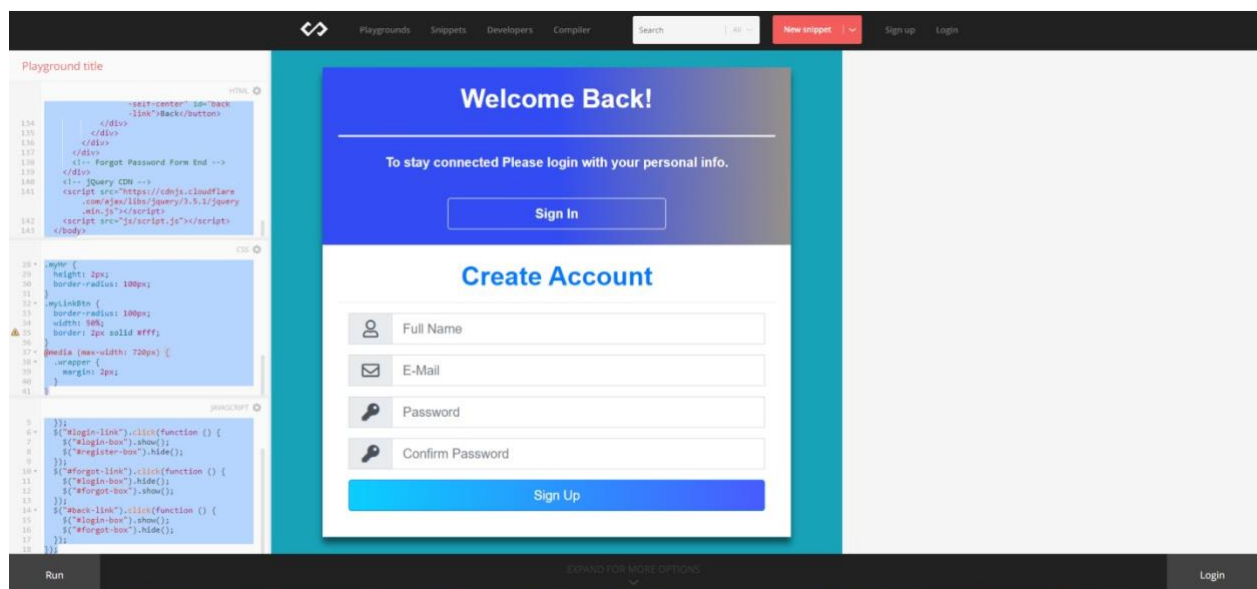 Playgrounds Snippets Developers Compiler Search All New snippet Sign up Login
Playground title
HTML
-self-center" id="back
-link">Back</button>
134 </div>
135 </div>
136 </div>
137 </div>
138 <!-- Forgot Password Form End -->
139 </div>
140 <!-- jQuery CDN -->
141 <script src="https://cdnjs.cloudflare
.com/ajax/libs/jquery/3.5.1/jquery
.min.js"></script>
142 <script src="js/script.js"></script>
143 </body>
CSS
28 .myHr {
29 height: 2px;
30 border-radius: 100px;
31 }
32 .myLinkBtn {
33 border-radius: 100px;
34 width: 50%;
35 border: 2px solid #fff;
36 }
37 @media (max-width: 720px) {
38 .wrapper {
39 margin: 2px;
40 }
41 }
JAVASCRIPT
5 });
6 $("#login-link").click(function () {
7 $("#login-box").show();
8 $("#register-box").hide();
9 });
10 $("#forgot-link").click(function () {
11 $("#login-box").hide();
12 $("#forgot-box").show();
13 });
14 $("#back-link").click(function () {
15 $("#login-box").show();
16 $("#forgot-box").hide();
17 });
18 });
Welcome Back!
To stay connected Please login with your personal info.
Sign In
Create Account
Full Name
E-Mail
Password
Confirm Password
Sign Up
Run EXPAND FOR MORE OPTIONS Login